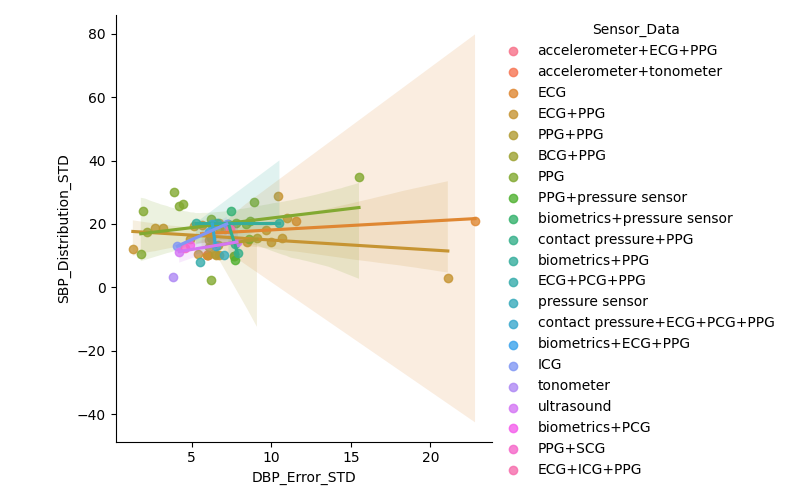 80
60
40
20
0
−20
−40
SBP_Distribution_STD
5
10
15
20
DBP_Error_STD
Sensor_Data
accelerometer+ECG+PPG
accelerometer+tonometer
ECG
ECG+PPG
PPG+PPG
BCG+PPG
PPG
PPG+pressure sensor
biometrics+pressure sensor
contact pressure+PPG
biometrics+PPG
ECG+PCG+PPG
pressure sensor
contact pressure+ECG+PCG+PPG
biometrics+ECG+PPG
ICG
tonometer
ultrasound
biometrics+PCG
PPG+SCG
ECG+ICG+PPG